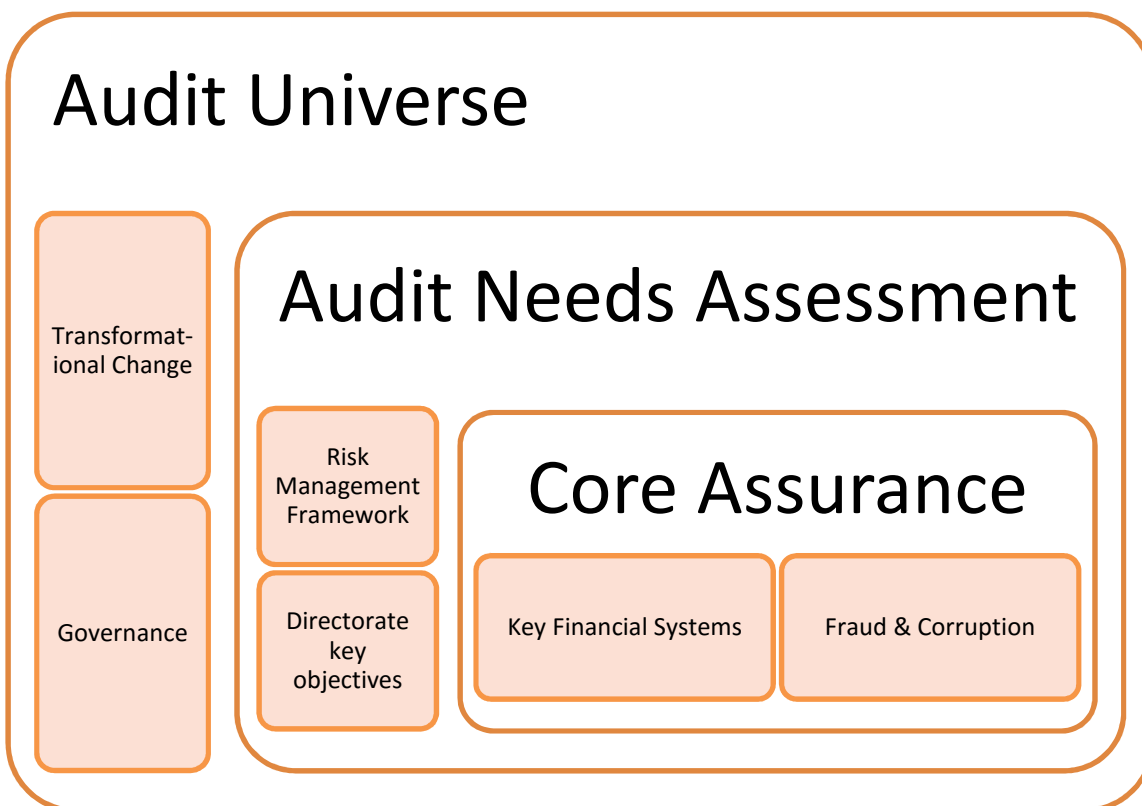 Audit Universe
Transformat-
ional Change
Governance
Audit Needs Assessment
Risk
Management
Framework
Directorate
key
objectives
Core Assurance
Key Financial Systems
Fraud & Corruption